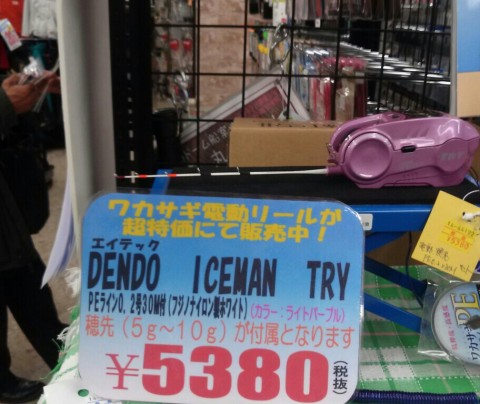 ワカサギ電動リールが
超特価にて販売中!
エイテック
DENDO ICEMAN TRY
PEライン0.2号30M付(フジノナイロン製ホワイト)(カラー:ライトパープル)
穂先(5g〜10g)が付属となります
¥5380(税抜)
TRY